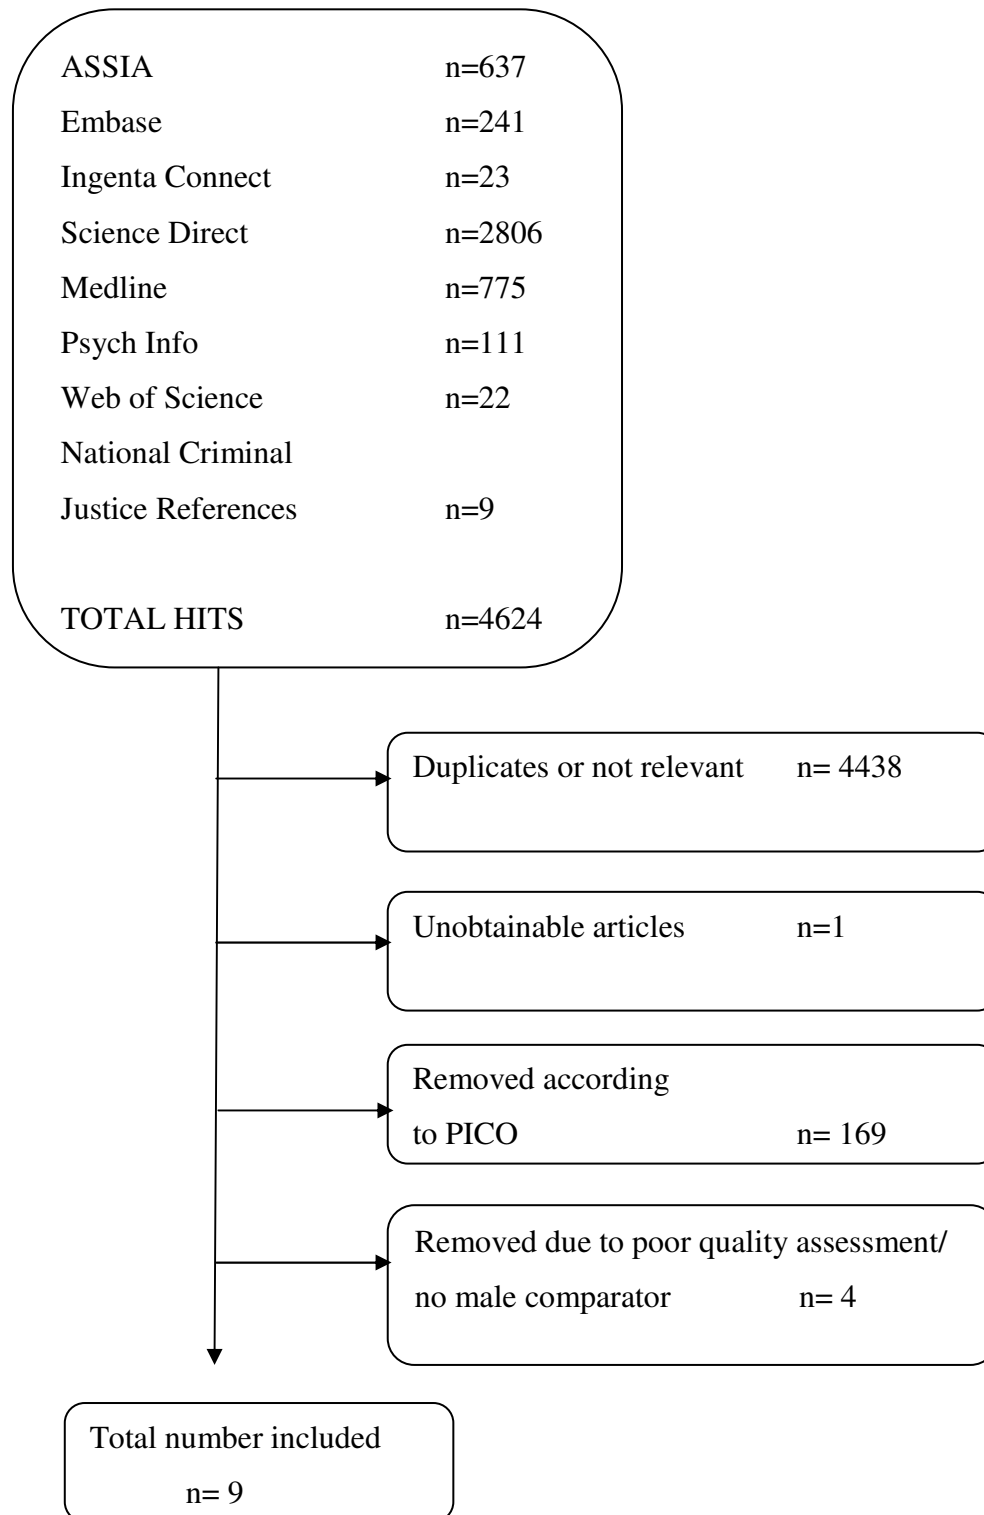 ASSIA n=637
Embase n=241
Ingenta Connect n=23
Science Direct n=2806
Medline n=775
Psych Info n=111
Web of Science n=22
National Criminal
Justice References n=9
TOTAL HITS n=4624
Duplicates or not relevant n= 4438
Unobtainable articles n=1
Removed according
to PICO n= 169
Removed due to poor quality assessment/
no male comparator n= 4
Total number included
n= 9